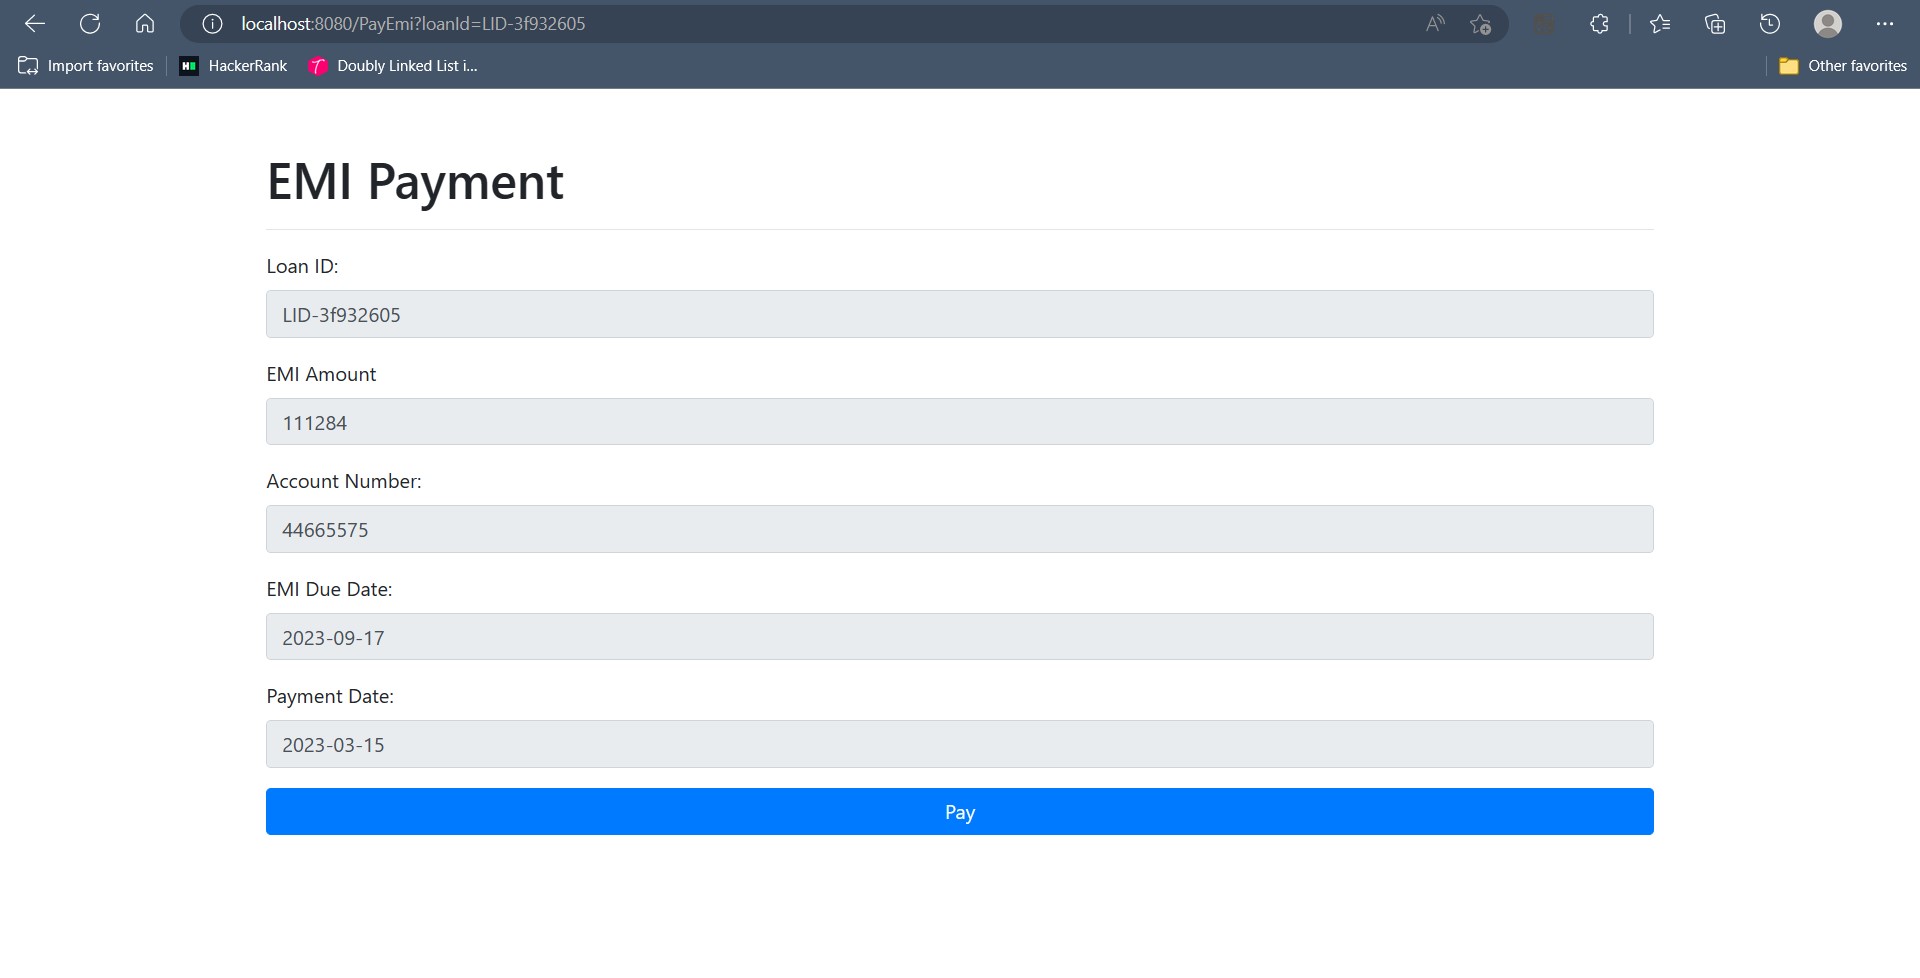 localhost:8080/PayEmi?loanId=LID-3f932605
Import favorites
HackerRank
Doubly Linked List i...
Other favorites
EMI Payment
Loan ID:
LID-3f932605
EMI Amount
111284
Account Number:
44665575
EMI Due Date:
2023-09-17
Payment Date:
2023-03-15
Pay